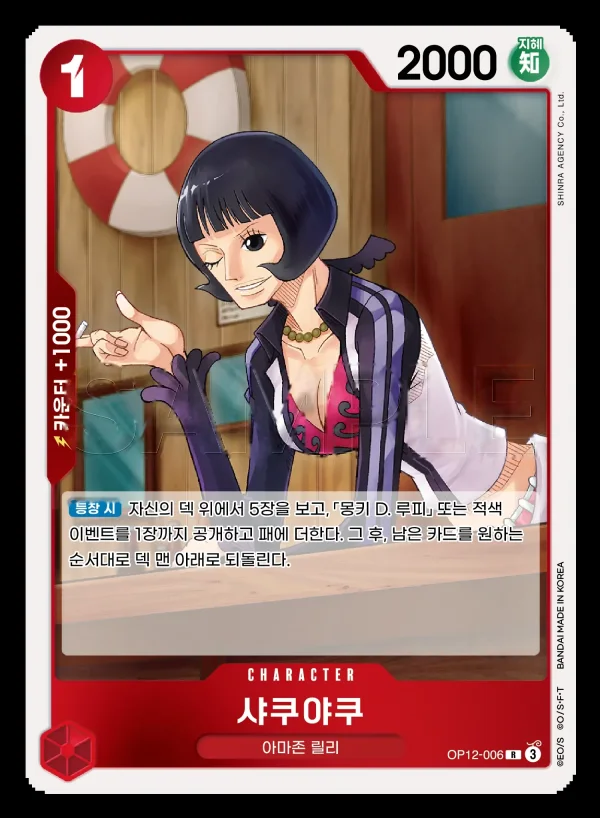 1
2000
지혜
知
SHINRA AGENCY Co., Ltd.
⚡카운터 +1000
SAMPLE
등장 시 자신의 덱 위에서 5장을 보고, 「몽키 D. 루피」 또는 적색
이벤트를 1장까지 공개하고 패에 더한다. 그 후, 남은 카드를 원하는
순서대로 덱 맨 아래로 되돌린다.
CHARACTER
샤쿠야쿠
아마존 릴리
OP12-006 R 3
©E.O/S ©O/S·F·T BANDAI MADE IN KOREA